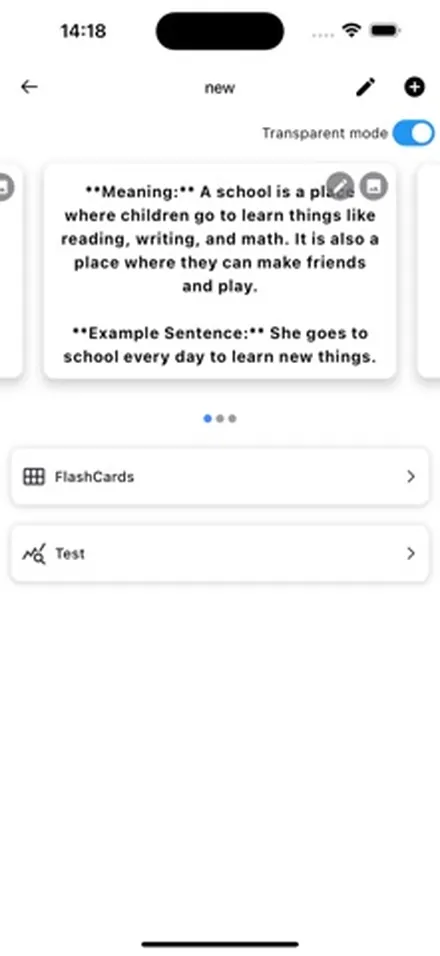 14:18
new
Transparent mode
**Meaning:** A school is a place
where children go to learn things like
reading, writing, and math. It is also a
place where they can make friends
and play.
**Example Sentence:** She goes to
school every day to learn new things.
FlashCards
Test